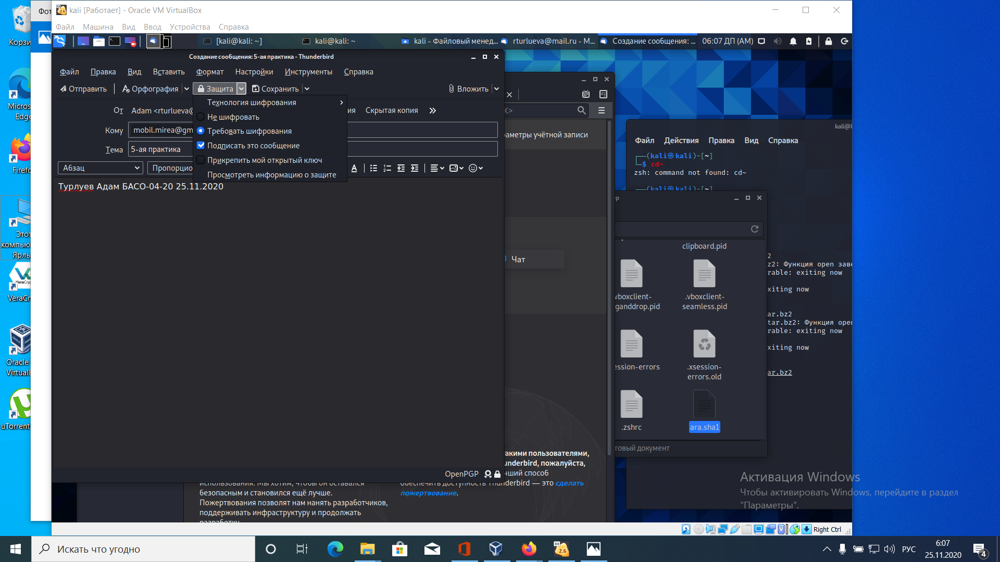 Фот
kali [Работает] - Oracle VM VirtualBox
Файл Машина Вид Ввод Устройства Справка
[kali@kali: ~]
kali@kali: ~
kali - Файловый менед...
rturlueva@mail.ru - M...
Создание сообщения: ...
06:07 ДП (AM)
Создание сообщения: 5-ая практика - Thunderbird
Файл Правка Вид Вставить Формат Настройки Инструменты Справка
Отправить Орфография Защита Сохранить Вложить
От Adam <rturlueva@
Скрытая копия
Кому mobil.mirea@gm
Тема 5-ая практика
Абзац Пропорцио
Технология шифрования
Не шифровать
Требовать шифрования
Подписать это сообщение
Прикрепить мой открытый ключ
Просмотреть информацию о защите
Турлуев Адам БАСО-04-20 25.11.2020
OpenPGP
K>
аметры учётной записи
Чат
акими пользователями,
underbird, пожалуйста,
чший способ
обеспечить доступность Thunderbird — это сделать
пожертвование.
использования. Мы хотим, чтобы он оставался
безопасным и становился ещё лучше.
Пожертвования позволят нам нанять разработчиков,
поддерживать инфраструктуру и продолжать
разработку
kali@k
Файл Действия Правка Вид Справка
┌──(kali㉿kali)-[~]
└─$ cd~
zsh: command not found: cd~
┌──(kali㉿kali)-[~]
2
z2: Функция open заве
rable: exiting now
xiting now
ar.bz2
tar.bz2: Функция open
rable: exiting now
xiting now
ar.bz2
clipboard.pid
vboxclient-
ganddrop.pid
.vboxclient-
seamless.pid
ession-errors
.xsession-
errors.old
.zshrc
ara.sha1
товый документ
Активация Windows
Чтобы активировать Windows, перейдите в раздел
"Параметры".
Right Ctrl
Корзи
Micros
Edge
Firefo
Этот
компью
Ярлы
VeraCryp
VeraCr
Oracle
VirtualB
uTorrent
Искать что угодно
64
2.6
РУС
6:07
25.11.2020
4